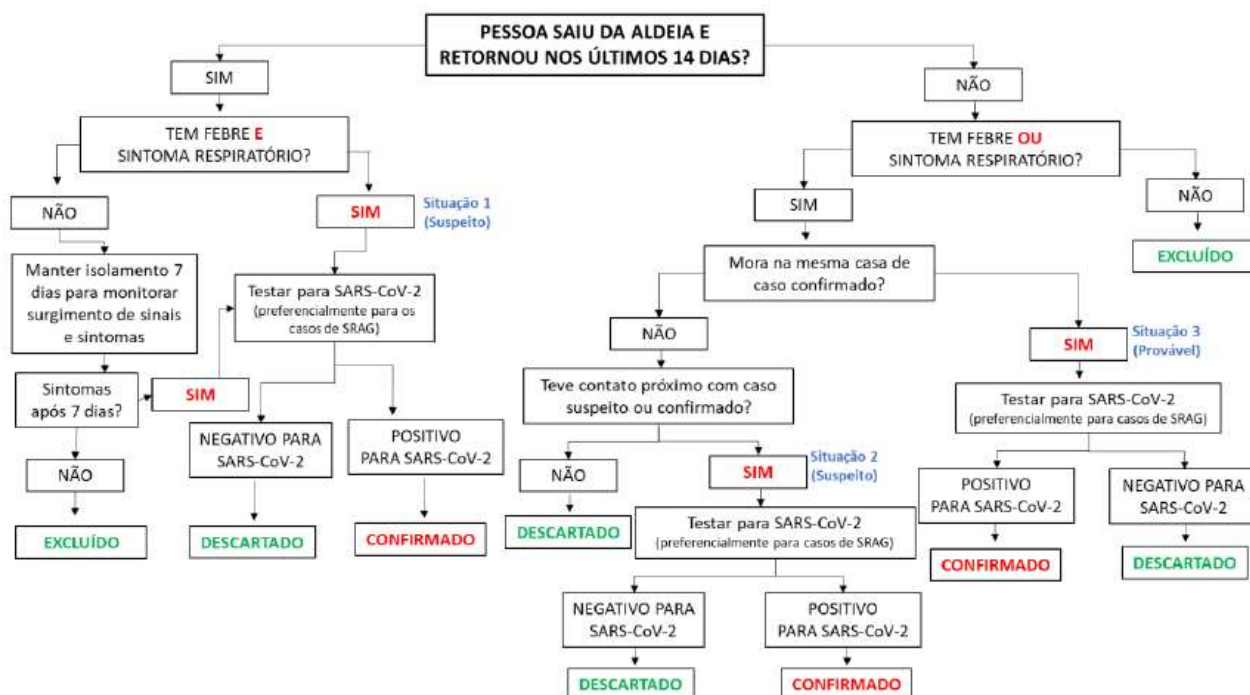 PESSOA SAIU DA ALDEIA E
RETORNOU NOS ÚLTIMOS 14 DIAS?
SIM
TEM FEBRE E
SINTOMA RESPIRATÓRIO?
NÃO
Manter isolamento 7
dias para monitorar
surgimento de sinais
e sintomas
Sintomas
após 7 dias?
NÃO
EXCLUÍDO
SIM
SIM
Situação 1
(Suspeito)
Testar para SARS-CoV-2
(preferencialmente para os
casos de SRAG)
NEGATIVO PARA
SARS-CoV-2
DESCARTADO
POSITIVO
PARA SARS-CoV-2
CONFIRMADO
NÃO
TEM FEBRE OU
SINTOMA RESPIRATÓRIO?
SIM
NÃO
EXCLUÍDO
Mora na mesma casa de
caso confirmado?
NÃO
Teve contato próximo com caso
suspeito ou confirmado?
NÃO
DESCARTADO
SIM
Situação 2
(Suspeito)
Testar para SARS-CoV-2
(preferencialmente para casos de SRAG)
NEGATIVO PARA
SARS-CoV-2
DESCARTADO
POSITIVO
PARA SARS-CoV-2
CONFIRMADO
SIM
Situação 3
(Provável)
Testar para SARS-CoV-2
(preferencialmente para casos de SRAG)
POSITIVO
PARA SARS-CoV-2
CONFIRMADO
NEGATIVO PARA
SARS-CoV-2
DESCARTADO